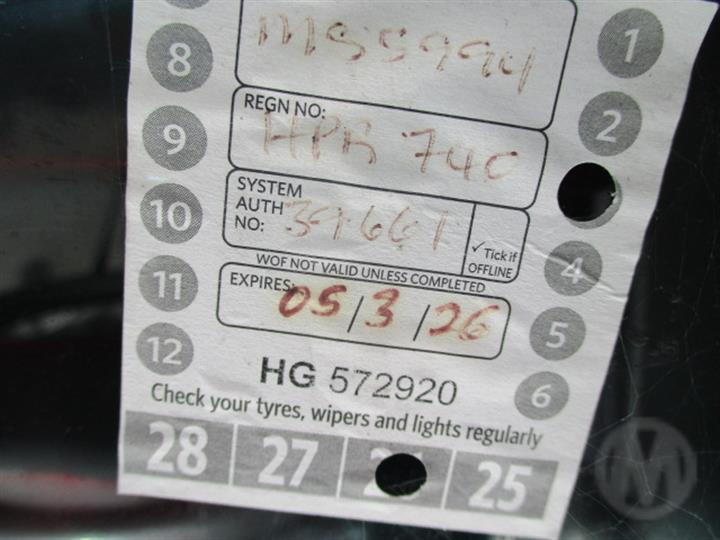 8
1
REGN NO:
9
2
HPR 740
SYSTEM
AUTH
NO:
10
✓ Tick if
OFFLINE
4
WOF NOT VALID UNLESS COMPLETED
11
EXPIRES:
05/3/26
5
12
HG 572920
6
Check your tyres, wipers and lights regularly
28 27 25